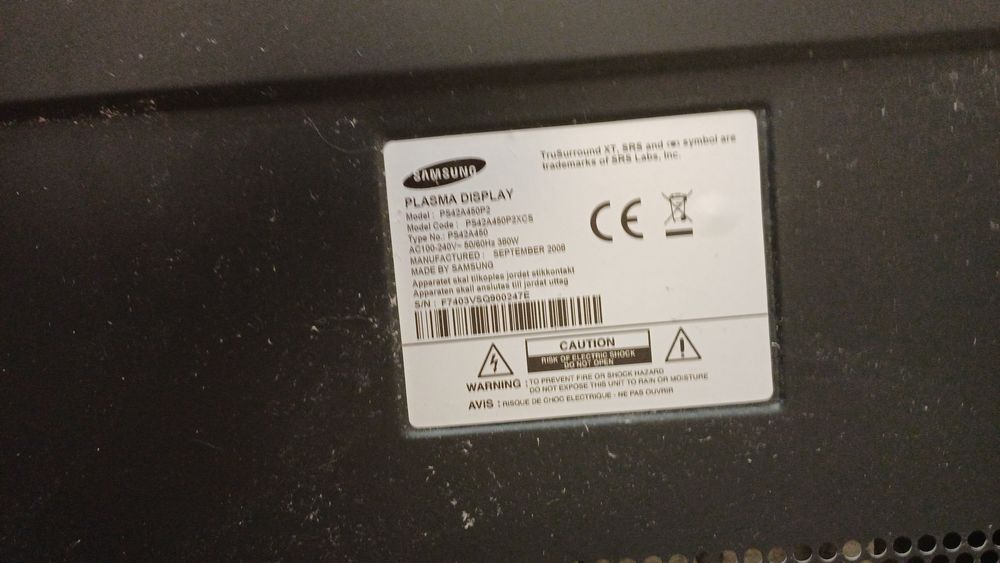 SAMSUNG
TruSurround XT, SRS and (●) symbol are
trademarks of SRS Labs, Inc.
PLASMA DISPLAY
Model : PS42A450P2
Model Code : PS42A450P2XCS
Type No.: PS42A450
AC100-240V~ 50/60Hz 380W
MANUFACTURED : SEPTEMBER 2008
MADE BY SAMSUNG
Apparatet skal tilkoples jordet stikkontakt
Apparaten skall anslutas till jordat uttag
S/N : F7403VSQ900247E
CE
CAUTION
RISK OF ELECTRIC SHOCK
DO NOT OPEN
WARNING : TO PREVENT FIRE OR SHOCK HAZARD
DO NOT EXPOSE THIS UNIT TO RAIN OR MOISTURE
AVIS : RISQUE DE CHOC ELECTRIQUE - NE PAS OUVRIR